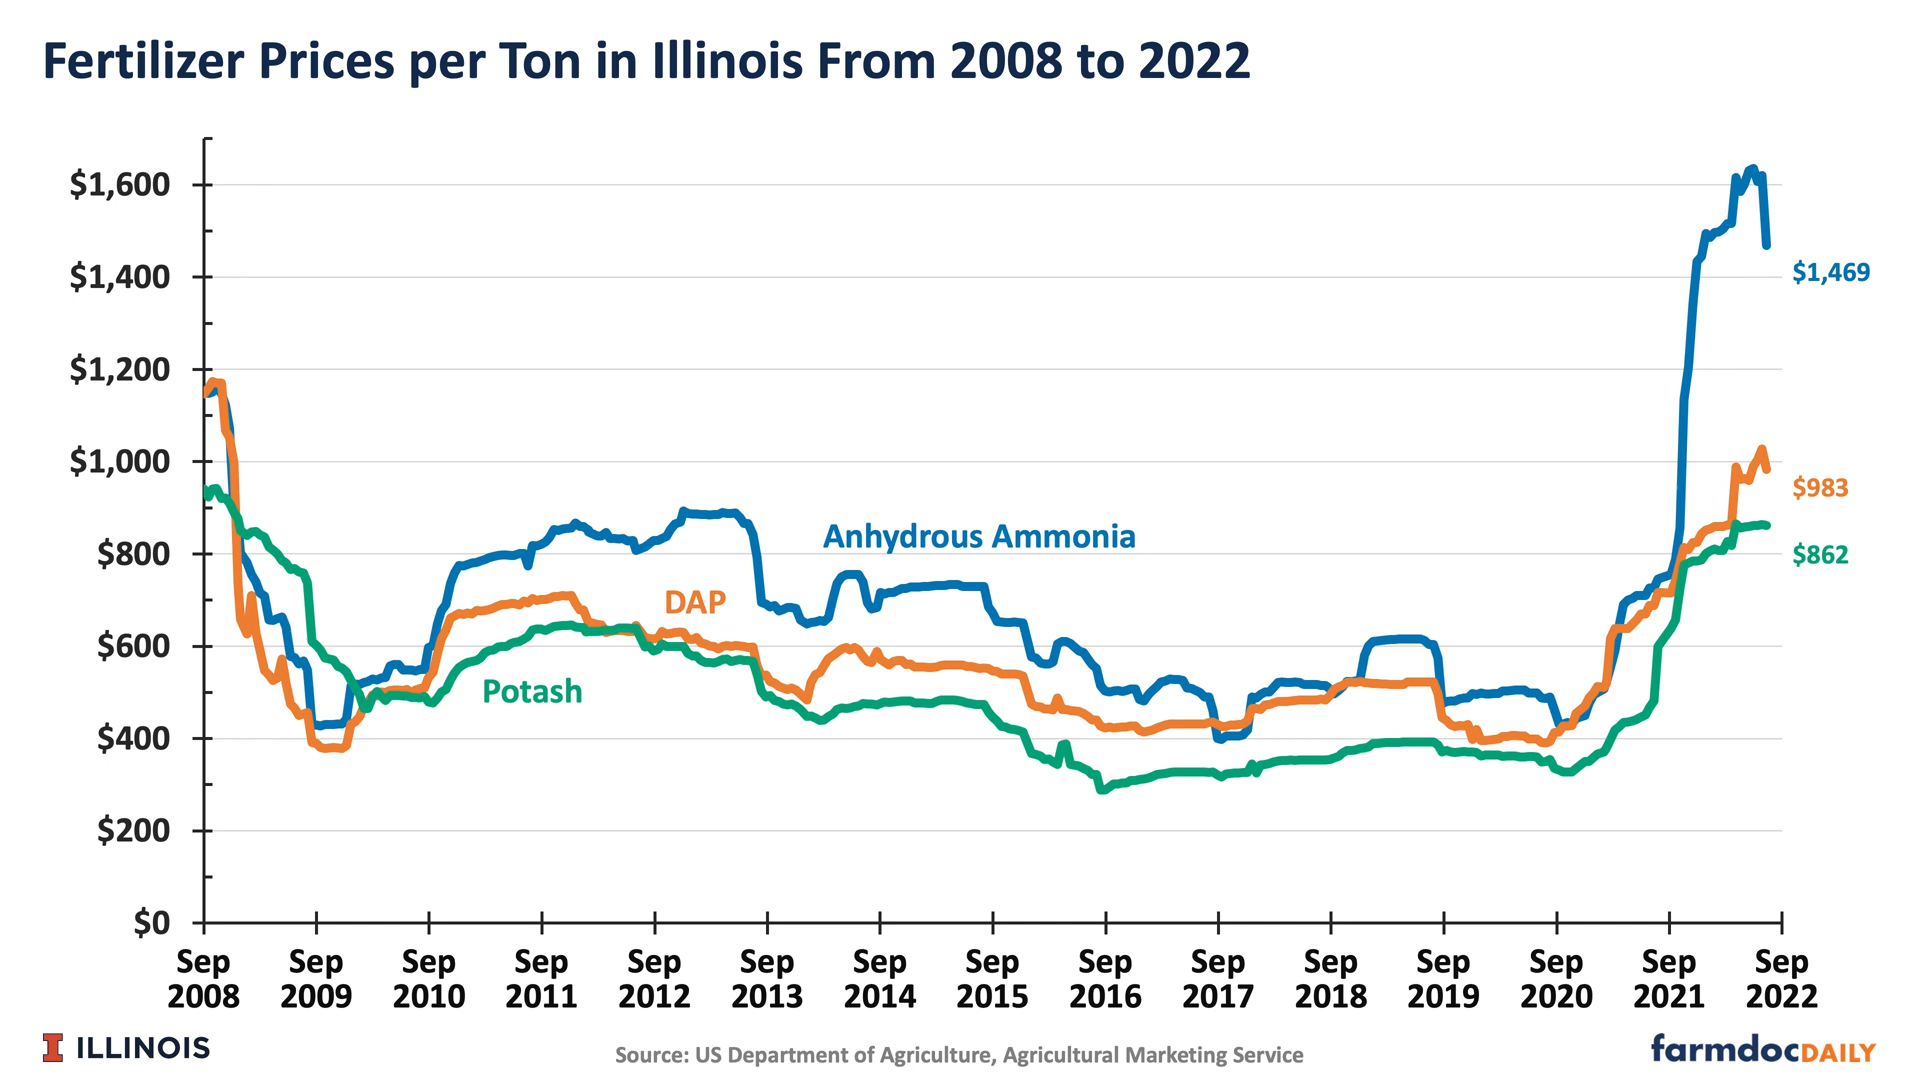 Fertilizer Prices per Ton in Illinois From 2008 to 2022
$1,600
$1,400
$1,200
$1,000
$800
$600
$400
$200
$0
Anhydrous Ammonia
DAP
Potash
$1,469
$983
$862
Sep Sep Sep Sep Sep Sep Sep Sep Sep Sep Sep Sep Sep Sep Sep
2008 2009 2010 2011 2012 2013 2014 2015 2016 2017 2018 2019 2020 2021 2022
I ILLINOIS
Source: US Department of Agriculture, Agricultural Marketing Service
farmdocDAILY